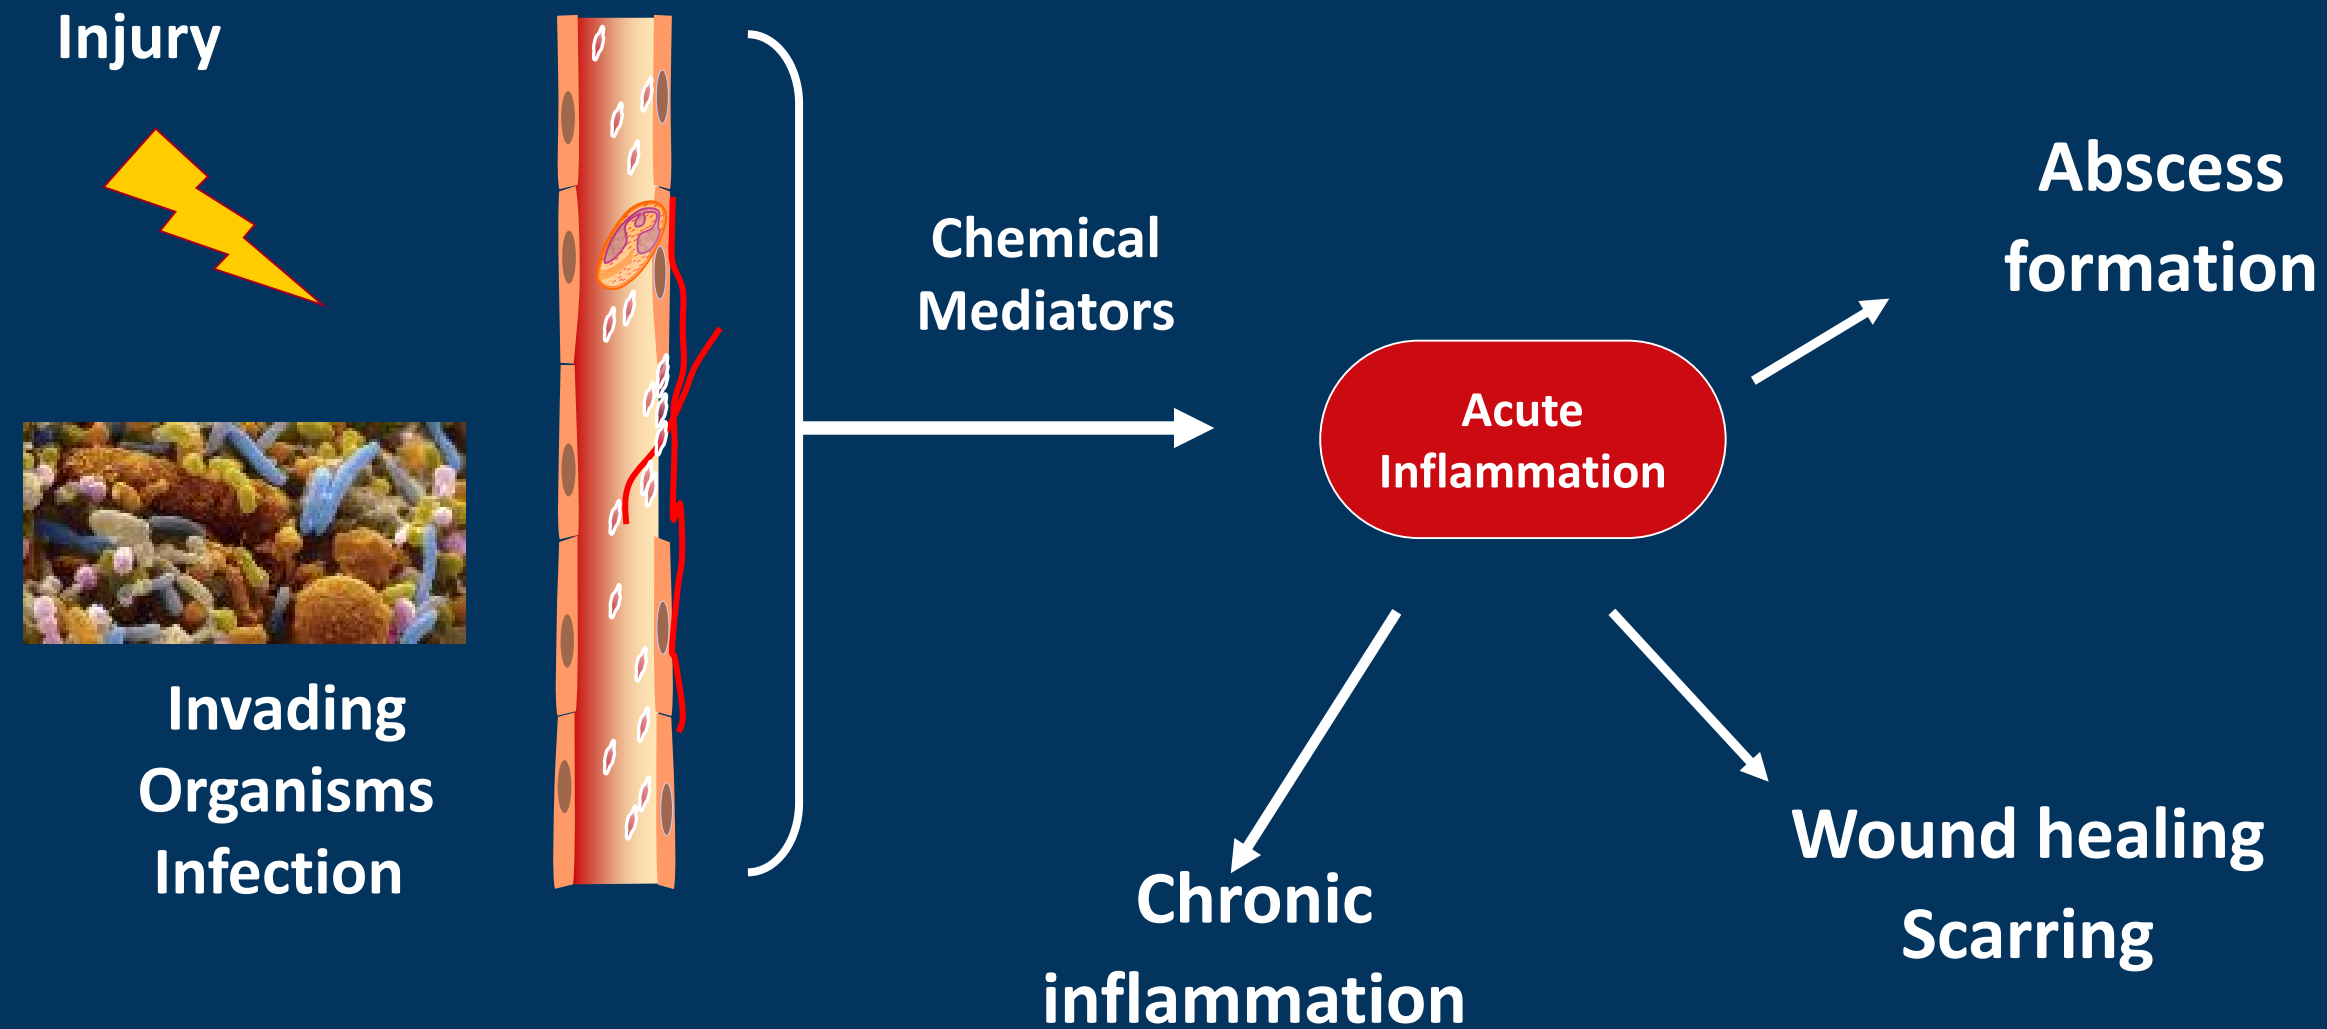 Injury
Invading
Organisms
Infection
Chemical
Mediators
Acute
Inflammation
Abscess
formation
Chronic
inflammation
Wound healing
Scarring